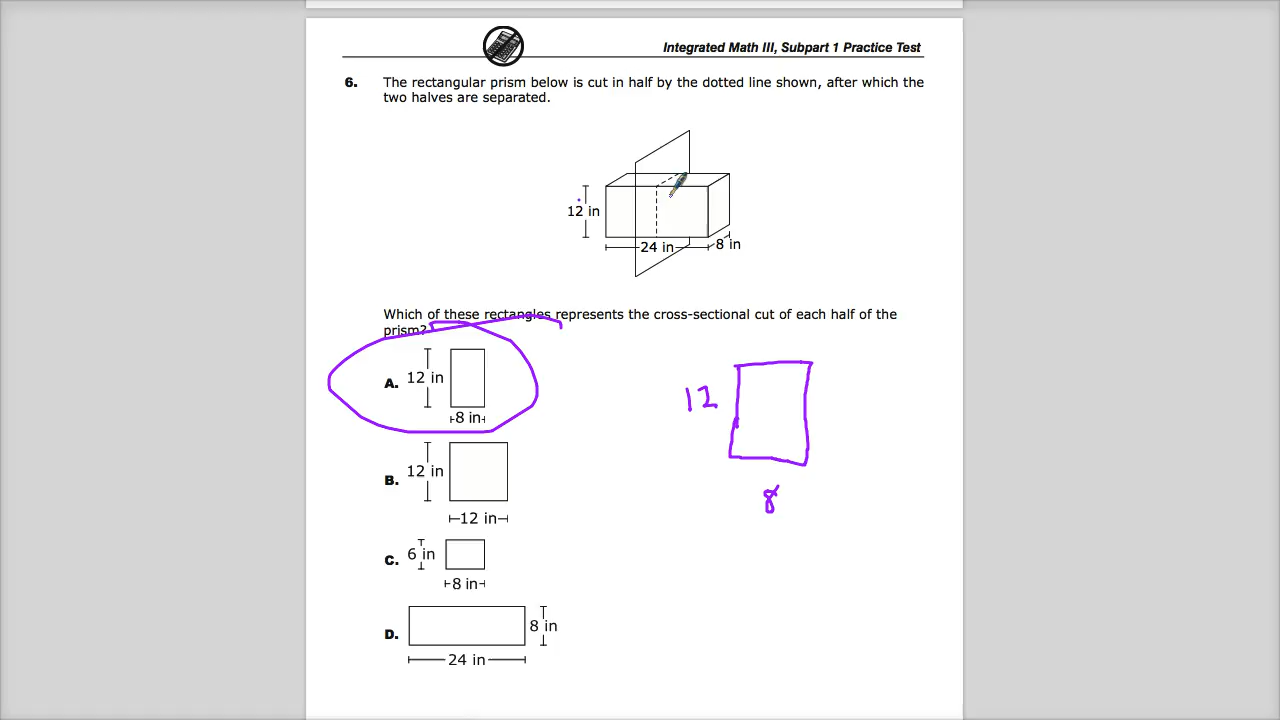 Integrated Math III, Subpart 1 Practice Test
6. The rectangular prism below is cut in half by the dotted line shown, after which the
two halves are separated.
12 in
24 in
8 in
Which of these rectangles represents the cross-sectional cut of each half of the
prism?
A. 12 in
8 in
12
8
B. 12 in
12 in
C. 6 in
8 in
D. 8 in
24 in